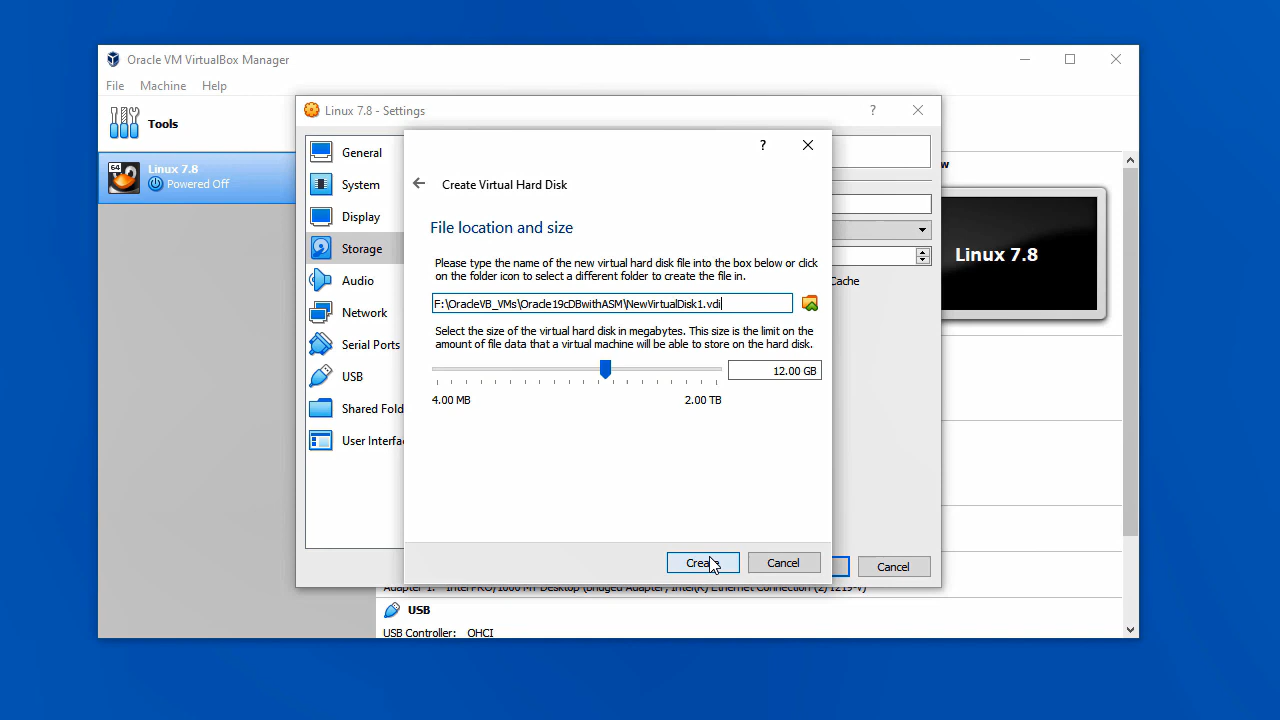 Oracle VM VirtualBox Manager
File Machine Help
Tools
Linux 7.8
Powered Off
64
Linux 7.8 - Settings
?
General
System
Display
Storage
Audio
Network
Serial Ports
USB
Shared Fold
User Interfa
?
Create Virtual Hard Disk
File location and size
Please type the name of the new virtual hard disk file into the box below or click
on the folder icon to select a different folder to create the file in.
F:\OracleVB_VMs\Oracle19cDBwithASM\NewVirtualDisk1.vdi
Select the size of the virtual hard disk in megabytes. This size is the limit on the
amount of file data that a virtual machine will be able to store on the hard disk.
12.00 GB
4.00 MB 2.00 TB
Create Cancel
Cache
Cancel
w
Linux 7.8
Adapter 1: Intel PRO/1000 MT Desktop (Bridged Adapter, Intel(R) Ethernet Connection (2) I219-V)
USB
USB Controller: OHCI